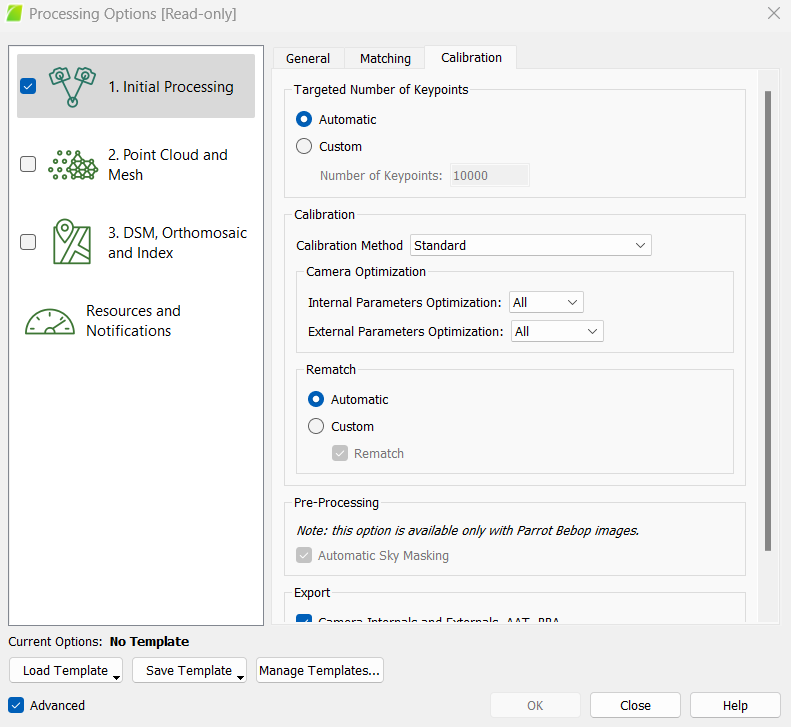 Processing Options [Read-only]
1. Initial Processing
2. Point Cloud and
Mesh
3. DSM, Orthomosaic
and Index
Resources and
Notifications
General
Matching
Calibration
Targeted Number of Keypoints
Automatic
Custom
Number of Keypoints: 10000
Calibration
Calibration Method Standard
Camera Optimization
Internal Parameters Optimization: All
External Parameters Optimization: All
Rematch
Automatic
Custom
Rematch
Pre-Processing
Note: this option is available only with Parrot Bebop images.
Automatic Sky Masking
Export
Camera Internals and Externals, AAT, BBA
Current Options: No Template
Load Template
Save Template
Manage Templates...
Advanced
OK
Close
Help